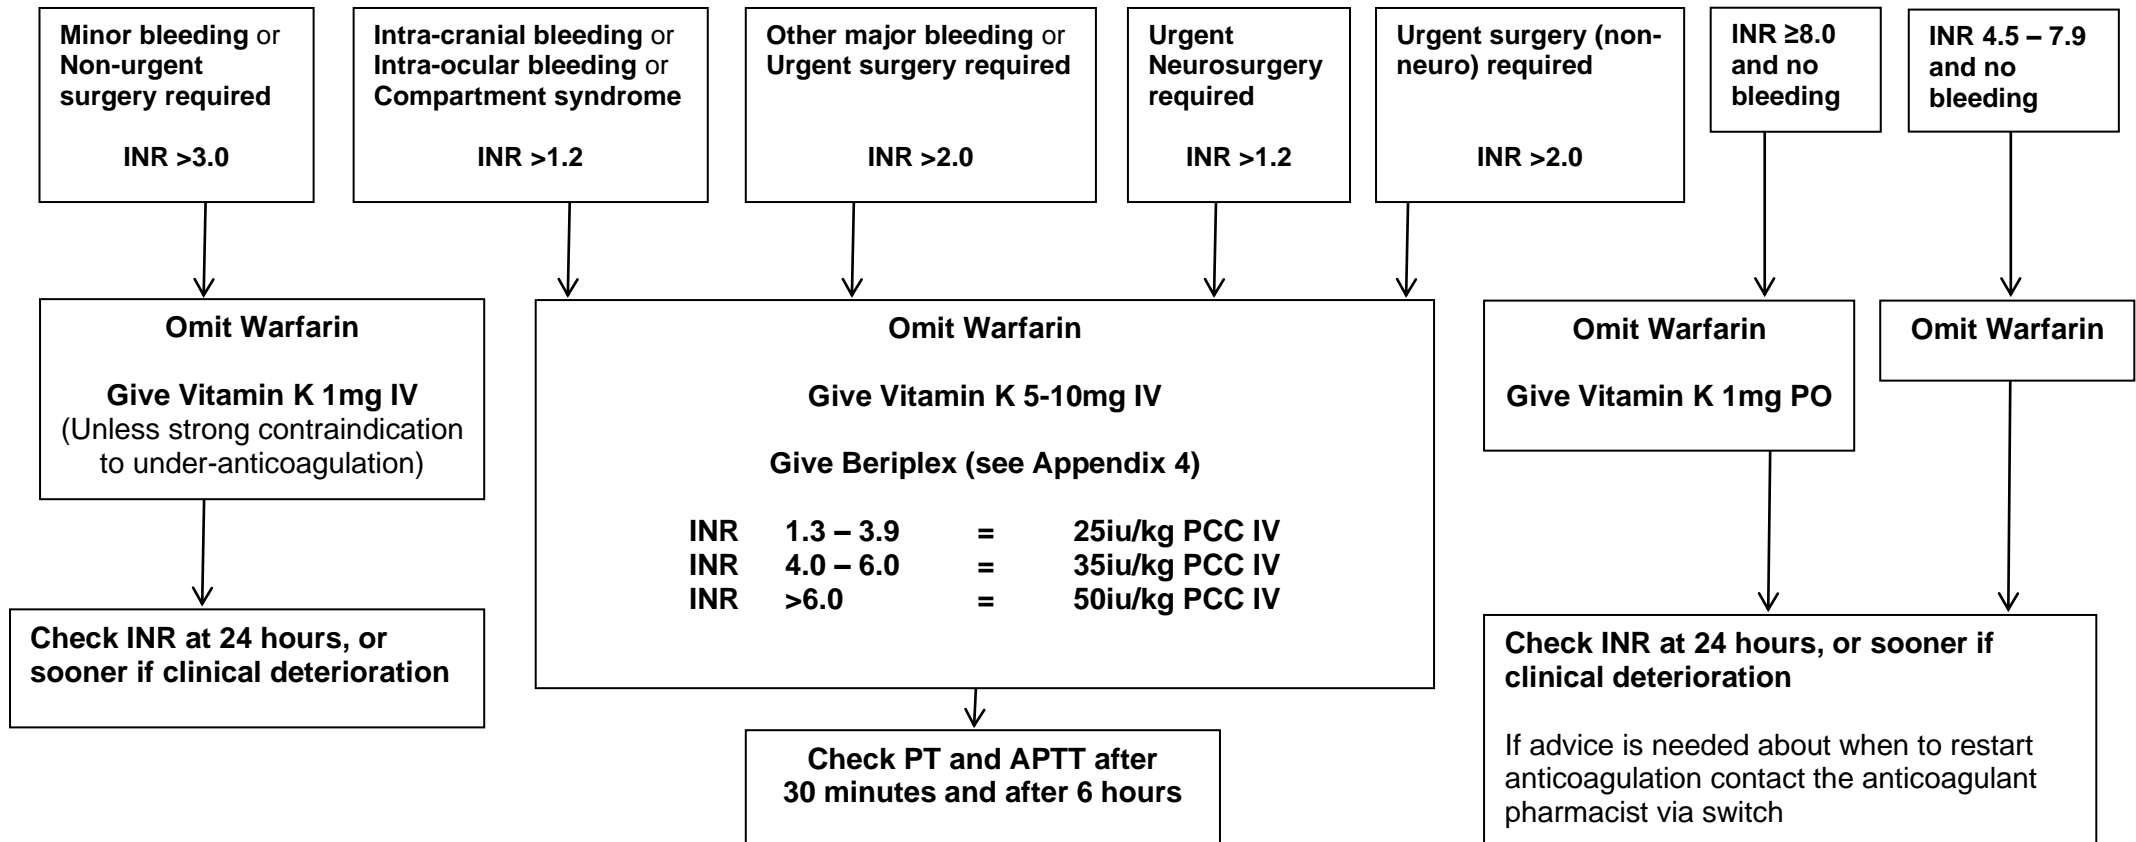 Minor bleeding or
Non-urgent
surgery required
INR >3.0
Intra-cranial bleeding or
Intra-ocular bleeding or
Compartment syndrome
INR >1.2
Other major bleeding or
Urgent surgery required
INR >2.0
Urgent
Neurosurgery
required
INR >1.2
Urgent surgery (non-
neuro) required
INR >2.0
INR ≥8.0
and no
bleeding
INR 4.5 – 7.9
and no
bleeding
Omit Warfarin
Give Vitamin K 1mg IV
(Unless strong contraindication
to under-anticoagulation)
Omit Warfarin
Give Vitamin K 5-10mg IV
Give Beriplex (see Appendix 4)
INR 1.3 – 3.9 = 25iu/kg PCC IV
INR 4.0 – 6.0 = 35iu/kg PCC IV
INR >6.0 = 50iu/kg PCC IV
Omit Warfarin
Give Vitamin K 1mg PO
Omit Warfarin
Check INR at 24 hours, or
sooner if clinical deterioration
Check PT and APTT after
30 minutes and after 6 hours
Check INR at 24 hours, or sooner if
clinical deterioration
If advice is needed about when to restart
anticoagulation contact the anticoagulant
pharmacist via switch